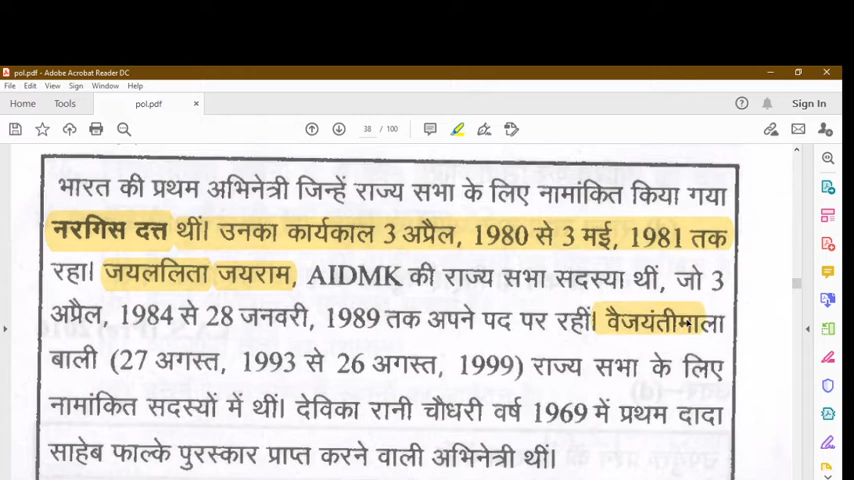 pol.pdf - Adobe Acrobat Reader DC
File Edit View Sign Window Help
Home Tools pol.pdf × Sign In
38 / 100
भारत की प्रथम अभिनेत्री जिन्हें राज्य सभा के लिए नामांकित किया गया
नरगिस दत्त थीं। उनका कार्यकाल 3 अप्रैल, 1980 से 3 मई, 1981 तक
रहा। जयललिता जयराम, AIDMK की राज्य सभा सदस्या थीं, जो 3
अप्रैल, 1984 से 28 जनवरी, 1989 तक अपने पद पर रहीं। वैजयंतीमाला
बाली (27 अगस्त, 1993 से 26 अगस्त, 1999) राज्य सभा के लिए
नामांकित सदस्यों में थीं। देविका रानी चौधरी वर्ष 1969 में प्रथम दादा
साहेब फाल्के पुरस्कार प्राप्त करने वाली अभिनेत्री थीं।